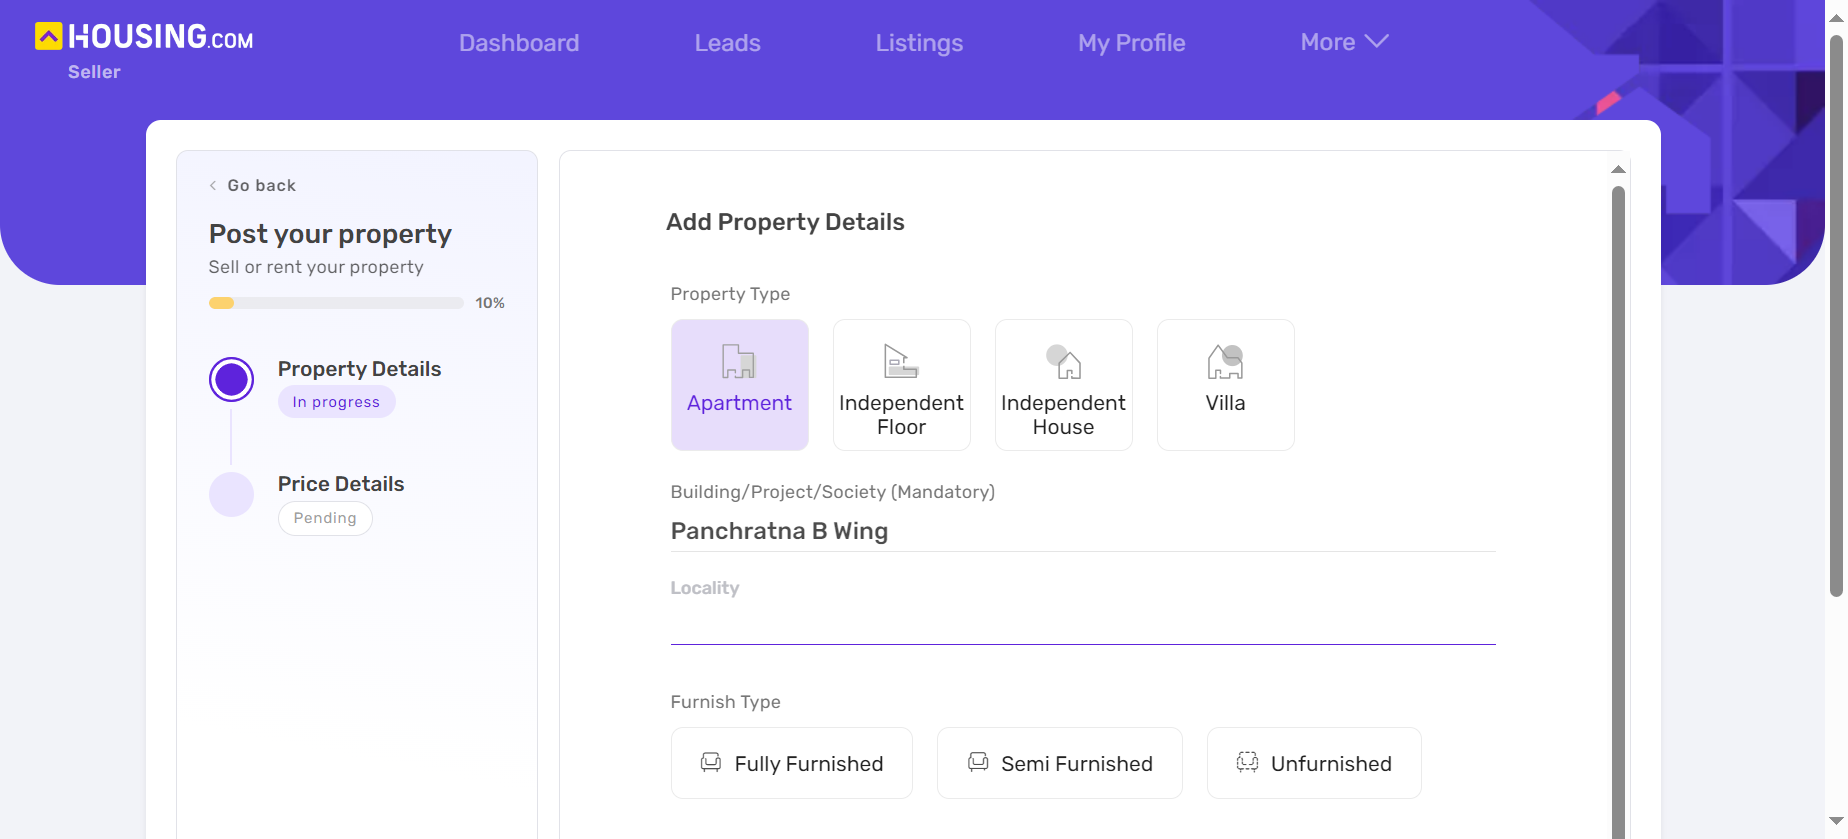 HOUSING.COM
Seller
Dashboard
Leads
Listings
My Profile
More
Go back
Post your property
Sell or rent your property
10%
Property Details
In progress
Price Details
Pending
Add Property Details
Property Type
Apartment
Independent
Floor
Independent
House
Villa
Building/Project/Society (Mandatory)
Panchratna B Wing
Locality
Furnish Type
Fully Furnished
Semi Furnished
Unfurnished